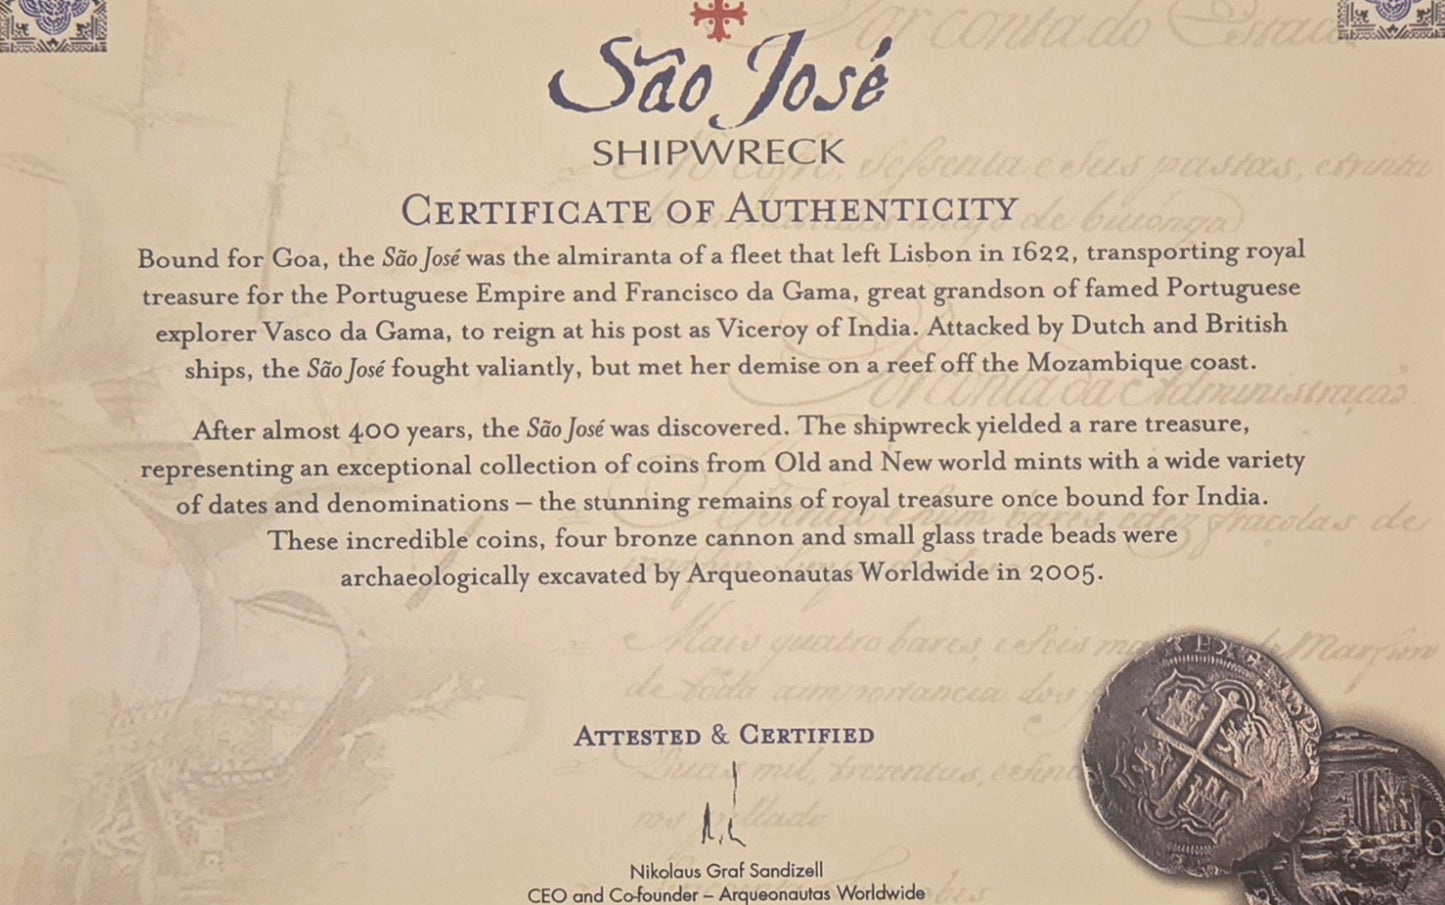 São José
SHIPWRECK
CERTIFICATE OF AUTHENTICITY
Bound for Goa, the São José was the almiranta of a fleet that left Lisbon in 1622, transporting royal
treasure for the Portuguese Empire and Francisco da Gama, great grandson of famed Portuguese
explorer Vasco da Gama, to reign at his post as Viceroy of India. Attacked by Dutch and British
ships, the São José fought valiantly, but met her demise on a reef off the Mozambique coast.
After almost 400 years, the São José was discovered. The shipwreck yielded a rare treasure,
representing an exceptional collection of coins from Old and New world mints with a wide variety
of dates and denominations – the stunning remains of royal treasure once bound for India.
These incredible coins, four bronze cannon and small glass trade beads were
archaeologically excavated by Arqueonautas Worldwide in 2005.
ATTESTED & CERTIFIED
Nikolaus Graf Sandizell
CEO and Co-founder – Arqueonautas Worldwide